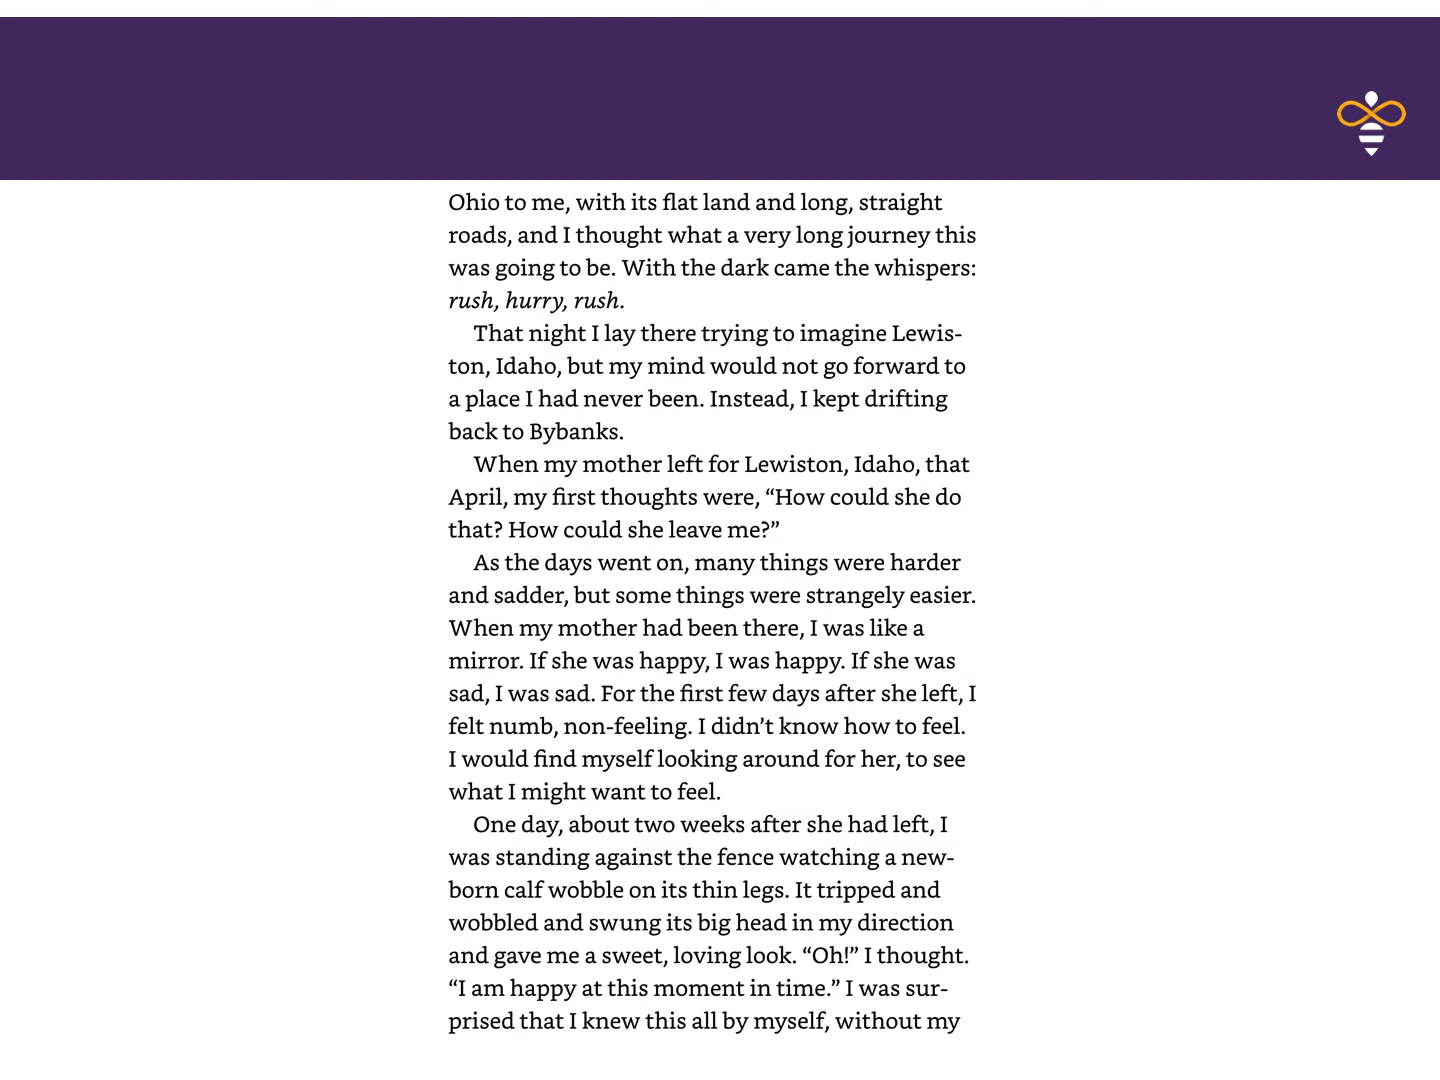 Ohio to me, with its flat land and long, straight
roads, and I thought what a very long journey this
was going to be. With the dark came the whispers:
rush, hurry, rush.
That night I lay there trying to imagine Lewis-
ton, Idaho, but my mind would not go forward to
a place I had never been. Instead, I kept drifting
back to Bybanks.
When my mother left for Lewiston, Idaho, that
April, my first thoughts were, “How could she do
that? How could she leave me?”
As the days went on, many things were harder
and sadder, but some things were strangely easier.
When my mother had been there, I was like a
mirror. If she was happy, I was happy. If she was
sad, I was sad. For the first few days after she left, I
felt numb, non-feeling. I didn’t know how to feel.
I would find myself looking around for her, to see
what I might want to feel.
One day, about two weeks after she had left, I
was standing against the fence watching a new-
born calf wobble on its thin legs. It tripped and
wobbled and swung its big head in my direction
and gave me a sweet, loving look. “Oh!” I thought.
“I am happy at this moment in time.” I was sur-
prised that I knew this all by myself, without my